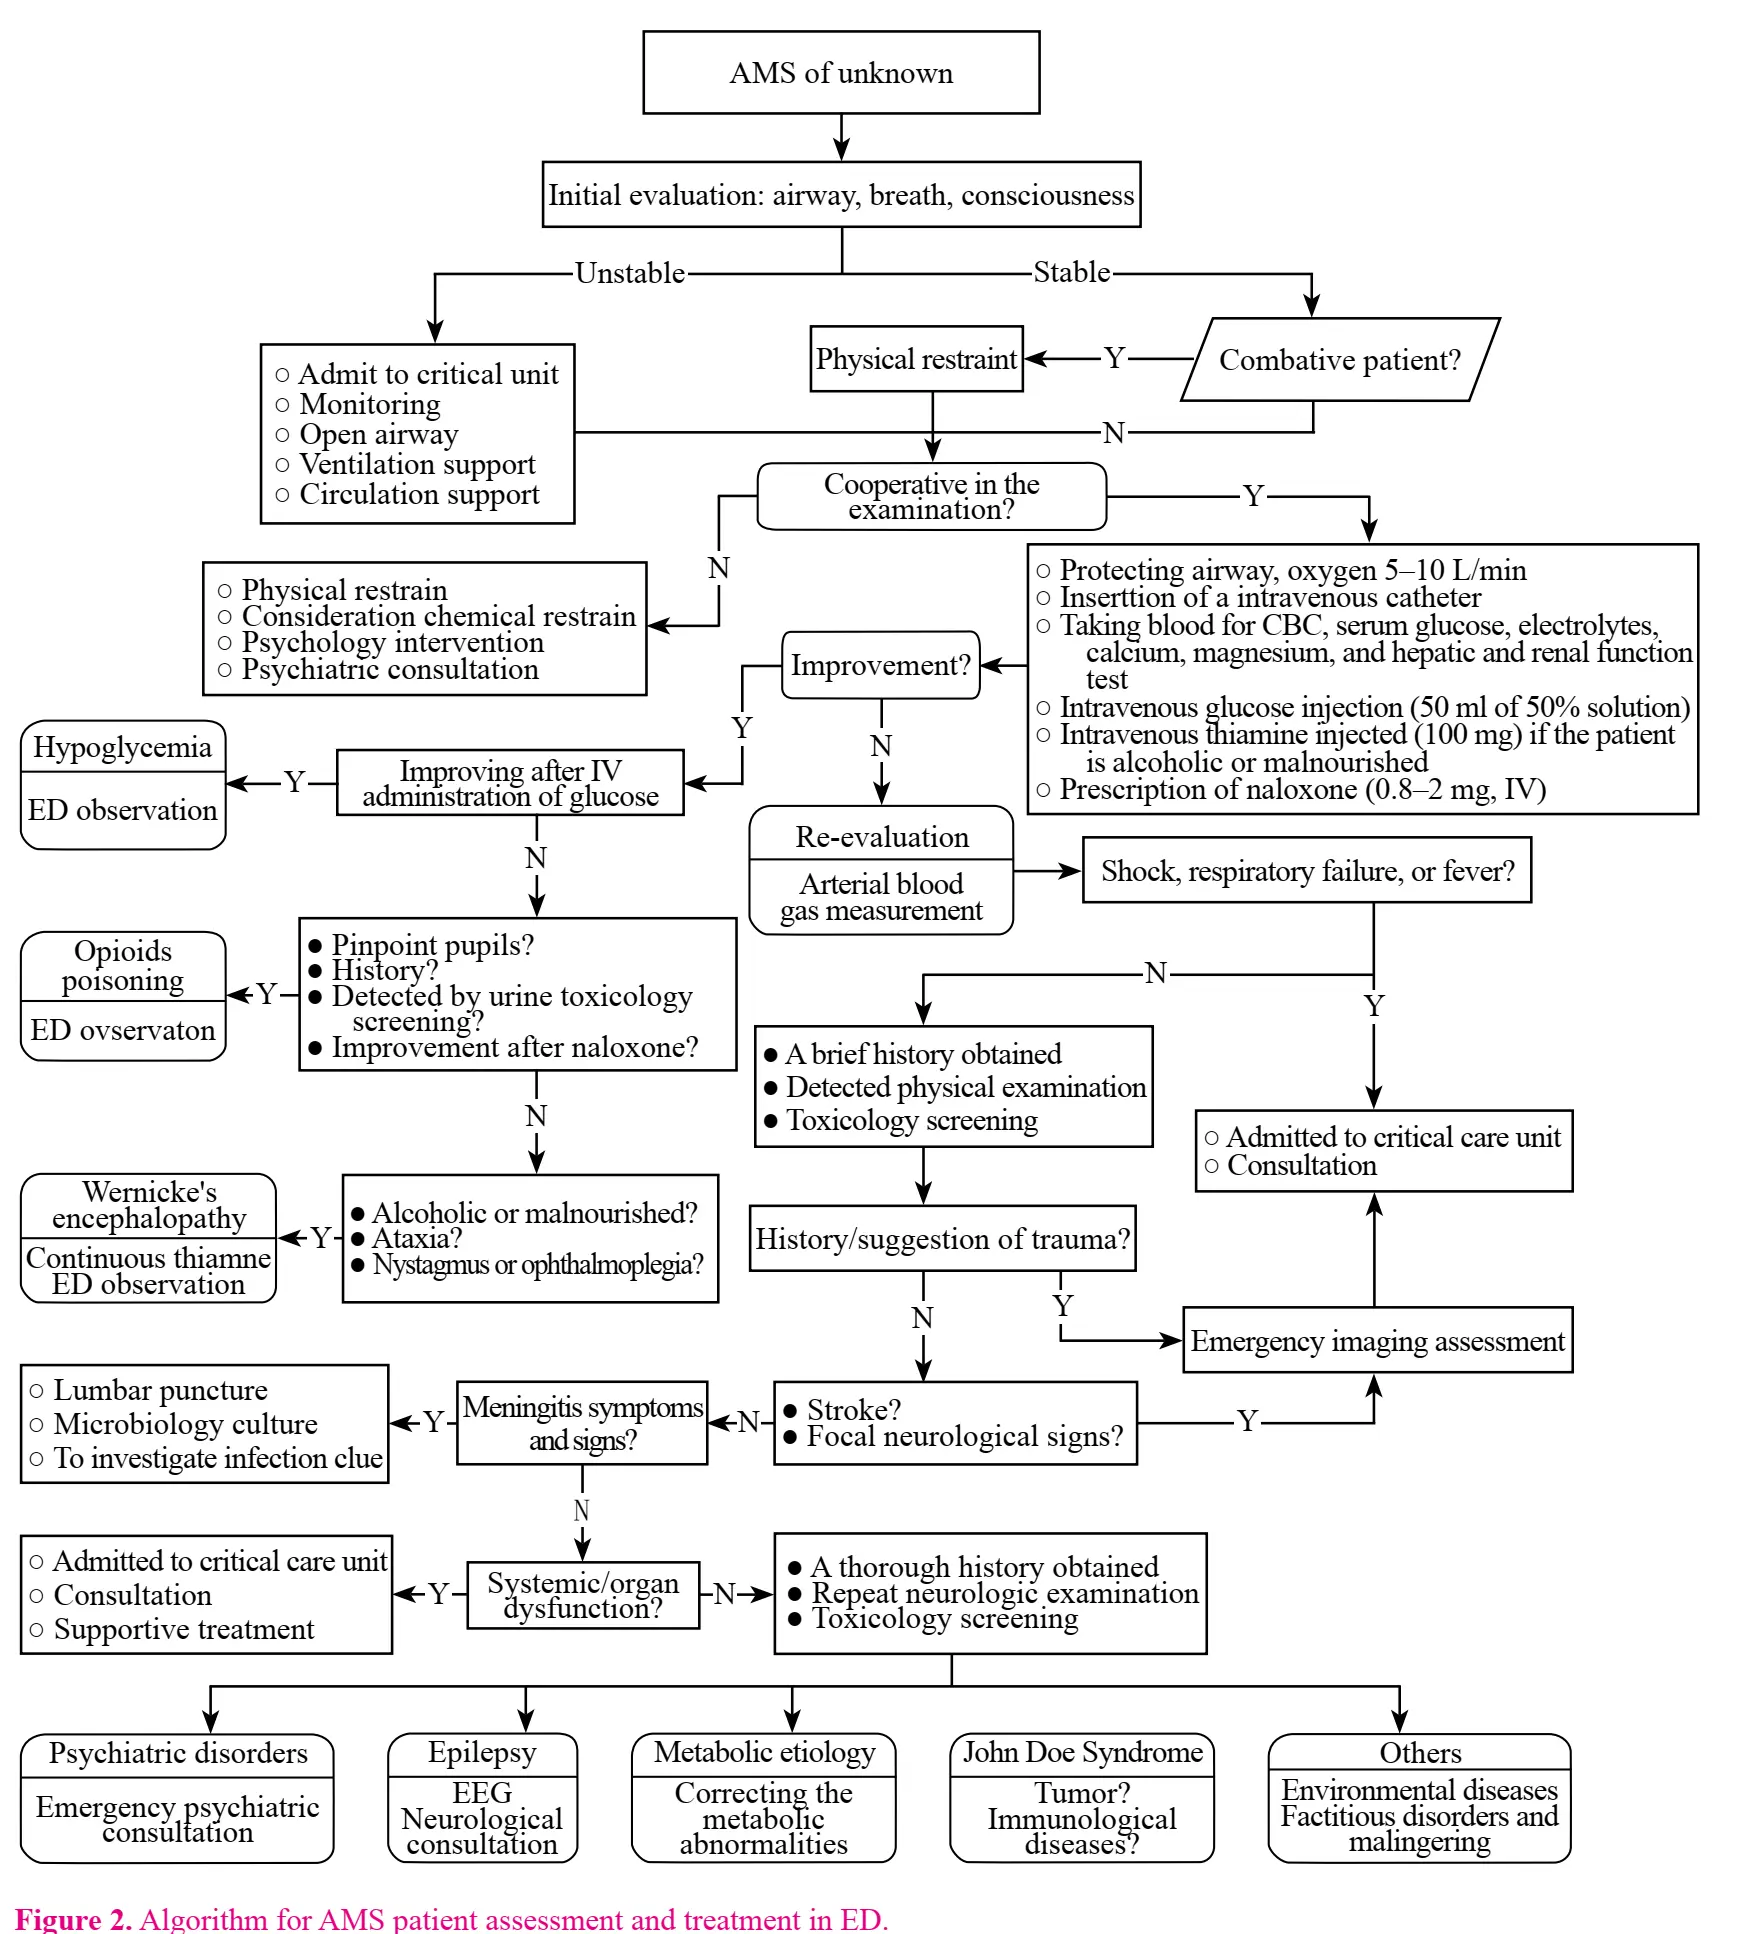 AMS of unknown
Initial evaluation: airway, breath, consciousness
Unstable
Stable
Physical restraint
Y
Combative patient?
○ Admit to critical unit
○ Monitoring
○ Open airway
○ Ventilation support
○ Circulation support
N
Cooperative in the
examination?
Y
N
○ Physical restrain
○ Consideration chemical restrain
○ Psychology intervention
○ Psychiatric consultation
○ Protecting airway, oxygen 5–10 L/min
○ Inserttion of a intravenous catheter
○ Taking blood for CBC, serum glucose, electrolytes,
calcium, magnesium, and hepatic and renal function
test
○ Intravenous glucose injection (50 ml of 50% solution)
○ Intravenous thiamine injected (100 mg) if the patient
is alcoholic or malnourished
○ Prescription of naloxone (0.8–2 mg, IV)
Improvement?
Y
N
Hypoglycemia
ED observation
Y
Improving after IV
administration of glucose
N
Re-evaluation
Arterial blood
gas measurement
Shock, respiratory failure, or fever?
N
Y
Opioids
poisoning
ED ovservaton
Y
● Pinpoint pupils?
● History?
● Detected by urine toxicology
screening?
● Improvement after naloxone?
N
● A brief history obtained
● Detected physical examination
● Toxicology screening
○ Admitted to critical care unit
○ Consultation
Wernicke's
encephalopathy
Continuous thiamne
ED observation
Y
● Alcoholic or malnourished?
● Ataxia?
● Nystagmus or ophthalmoplegia?
History/suggestion of trauma?
N
Y
Emergency imaging assessment
○ Lumbar puncture
○ Microbiology culture
○ To investigate infection clue
Y
Meningitis symptoms
and signs?
N
● Stroke?
● Focal neurological signs?
Y
N
○ Admitted to critical care unit
○ Consultation
○ Supportive treatment
Y
Systemic/organ
dysfunction?
N
● A thorough history obtained
● Repeat neurologic examination
● Toxicology screening
Psychiatric disorders
Emergency psychiatric
consultation
Epilepsy
EEG
Neurological
consultation
Metabolic etiology
Correcting the
metabolic
abnormalities
John Doe Syndrome
Tumor?
Immunological
diseases?
Others
Environmental diseases
Factitious disorders and
malingering
Figure 2. Algorithm for AMS patient assessment and treatment in ED.